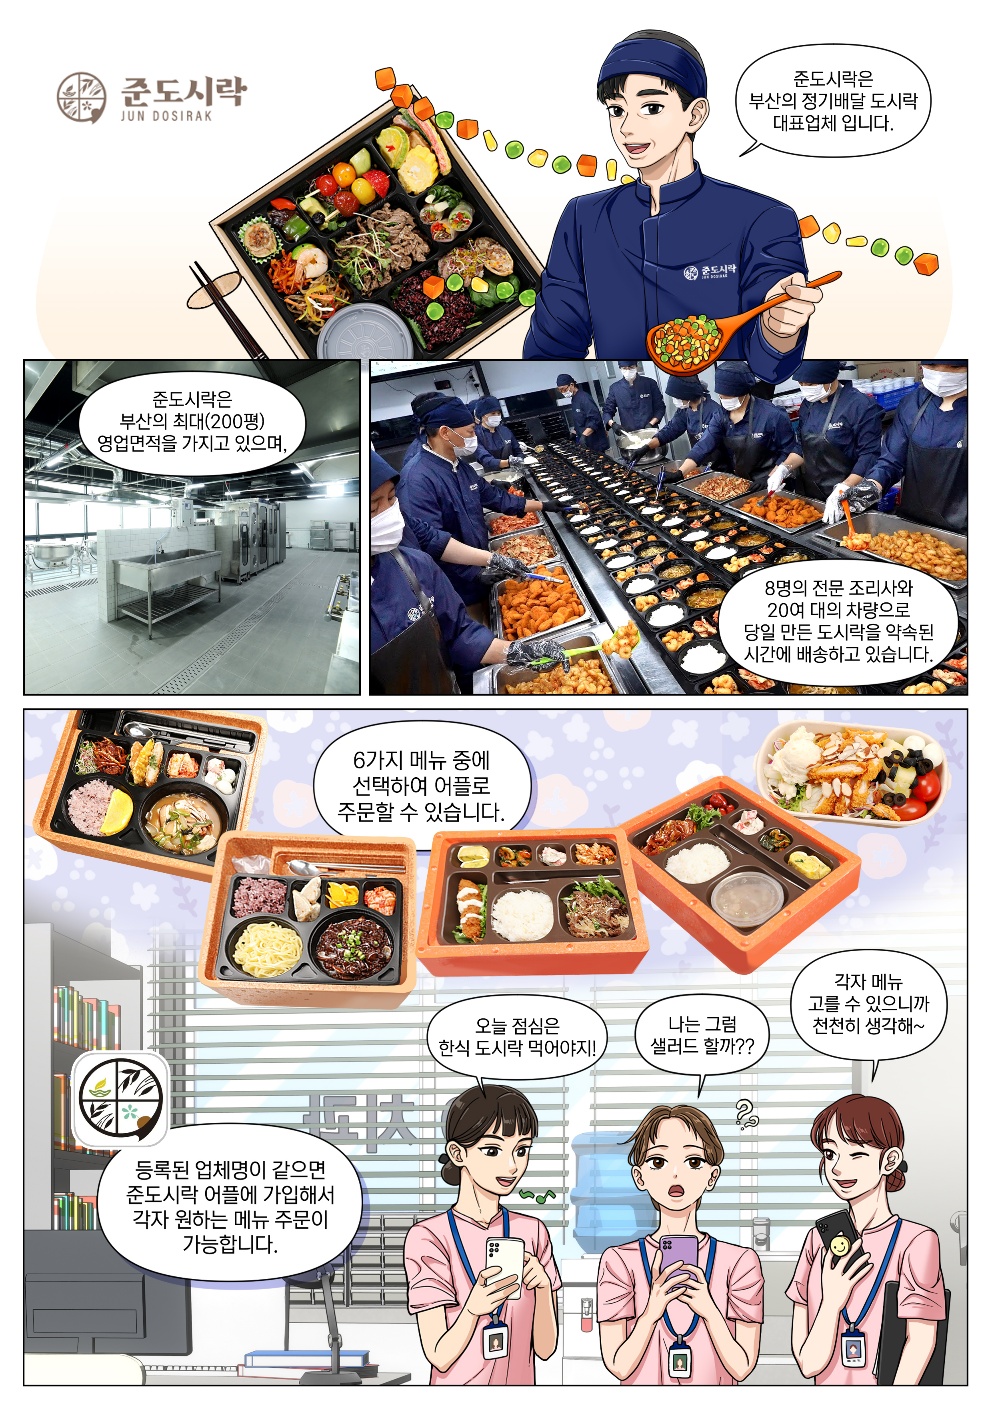 준도시락
JUN DOSIRAK
준도시락은
부산의 정기배달 도시락
대표업체 입니다.
준도시락
JUN DOSIRAK
준도시락은
부산의 최대(200평)
영업면적을 가지고 있으며,
8명의 전문 조리사와
20여 대의 차량으로
당일 만든 도시락을 약속된
시간에 배송하고 있습니다.
6가지 메뉴 중에
선택하여 어플로
주문할 수 있습니다.
각자 메뉴
고를 수 있으니까
천천히 생각해~
오늘 점심은
한식 도시락 먹어야지!
나는 그럼
샐러드 할까??
등록된 업체명이 같으면
준도시락 어플에 가입해서
각자 원하는 메뉴 주문이
가능합니다.